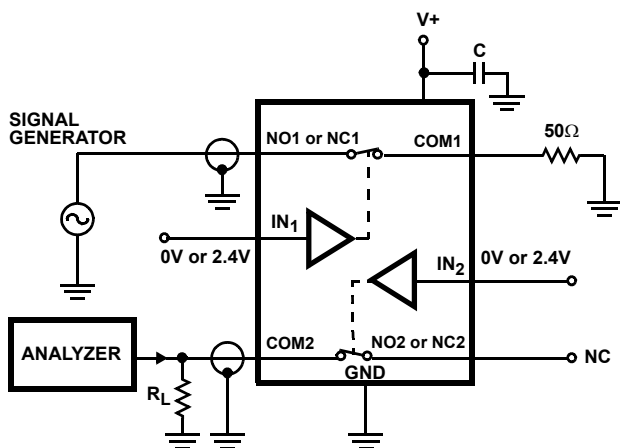 V+
C
SIGNAL
GENERATOR
NO1 or NC1
COM1
50Ω
IN1
0V or 2.4V
IN2
0V or 2.4V
ANALYZER
COM2
NO2 or NC2
NC
GND
RL